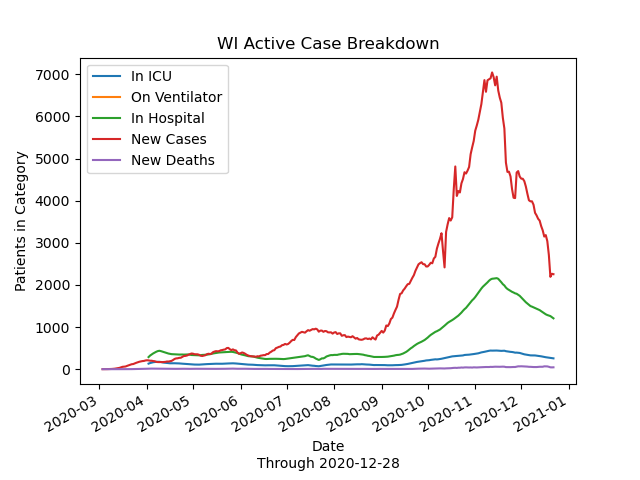 WI Active Case Breakdown
In ICU
On Ventilator
In Hospital
New Cases
New Deaths
Patients in Category
7000
6000
5000
4000
3000
2000
1000
0
2020-03
2020-04
2020-05
2020-06
2020-07
2020-08
2020-09
2020-10
2020-11
2020-12
2021-01
Date
Through 2020-12-28